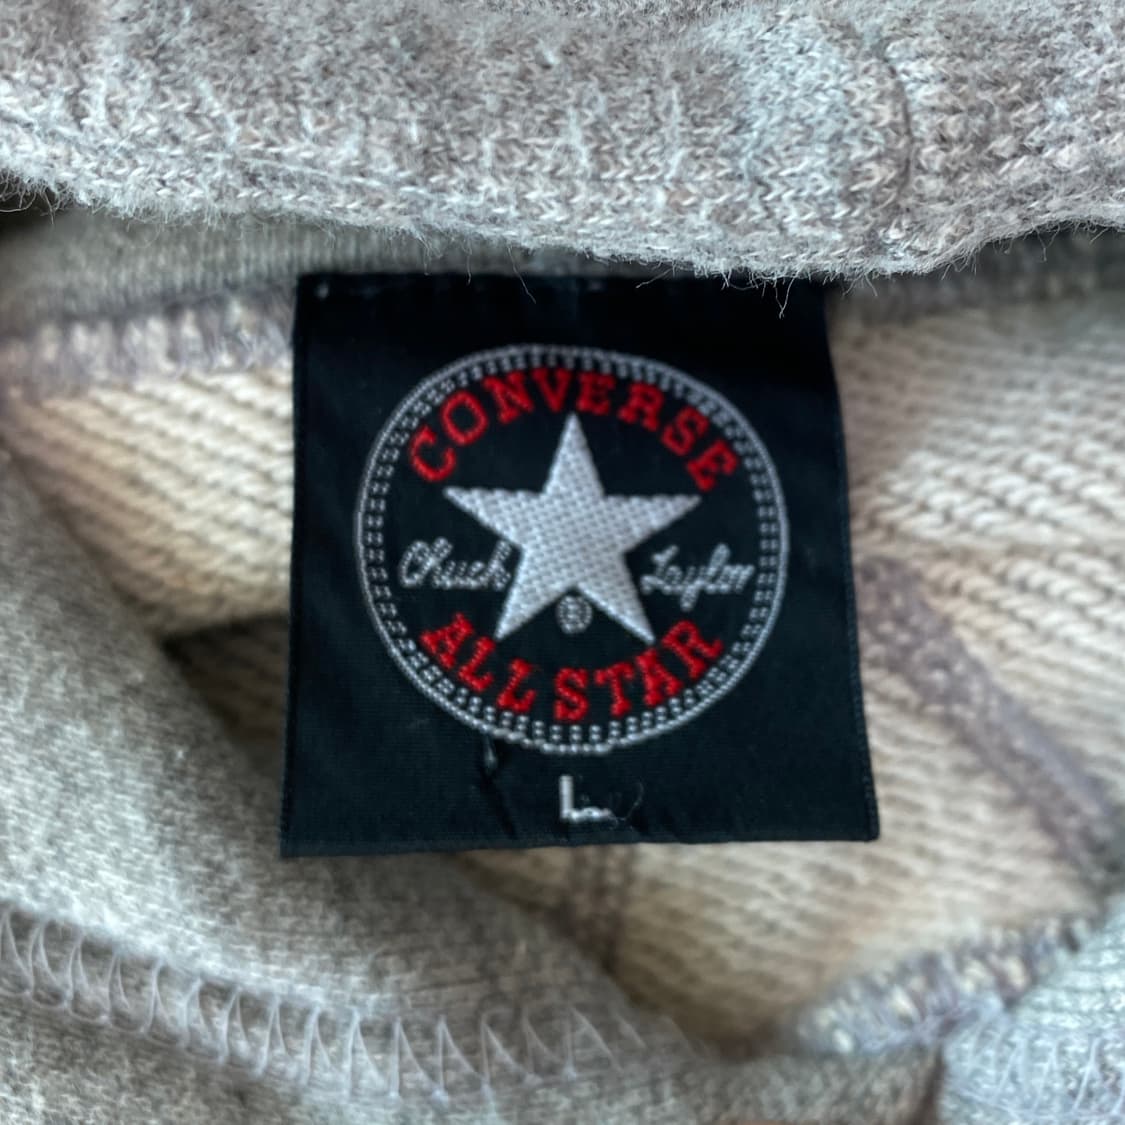 CONVERSE
Chuck Taylor
®
ALL STAR
L